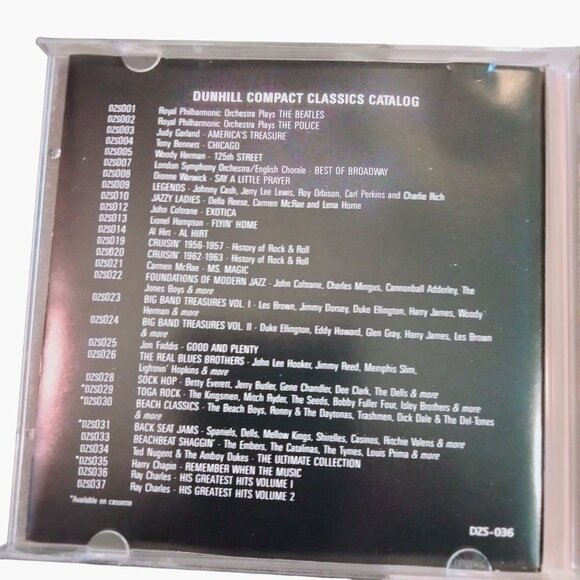 DUNHILL COMPACT CLASSICS CATALOG
DZS001 Royal Philharmonic Orchestra Plays THE BEATLES
DZS002 Royal Philharmonic Orchestra Plays THE POLICE
DZS003 Judy Garland - AMERICA'S TREASURE
DZS004 Tony Bennett - CHICAGO
DZS005 Woody Herman - 125th STREET
DZS007 London Symphony Orchestra/English Chorale - BEST OF BROADWAY
DZS008 Dionne Warwick - SAY A LITTLE PRAYER
DZS009 LEGENDS - Johnny Cash, Jerry Lee Lewis, Roy Orbison, Carl Perkins and Charlie Rich
DZS010 JAZZY LADIES - Della Reese, Carmen McRae and Lena Horne
DZS012 John Coltrane - EXOTICA
DZS013 Lionel Hampton - FLYIN' HOME
DZS014 Al Hirt - AL HIRT
DZS019 CRUISIN' 1956-1957 - History of Rock & Roll
DZS020 CRUISIN' 1962-1963 - History of Rock & Roll
DZS021 Carmen McRae - MS. MAGIC
DZS022 FOUNDATIONS OF MODERN JAZZ - John Coltrane, Charles Mingus, Cannonball Adderley, The
Jones Boys & more
DZS023 BIG BAND TREASURES VOL. I - Les Brown, Jimmy Dorsey, Duke Ellington, Harry James, Woody
Herman & more
DZS024 BIG BAND TREASURES VOL. II - Duke Ellington, Eddy Howard, Glen Gray, Harry James, Les Brown
& more
DZS025 Jon Faddis - GOOD AND PLENTY
DZS026 THE REAL BLUES BROTHERS - John Lee Hooker, Jimmy Reed, Memphis Slim,
Lightnin' Hopkins & more
DZS028 SOCK HOP - Betty Everett, Jerry Butler, Gene Chandler, Dee Clark, The Dells & more
*DZS029 TOGA ROCK - The Kingsmen, Mitch Ryder, The Seeds, Bobby Fuller Four, Isley Brothers & more
*DZS030 BEACH CLASSICS - The Beach Boys, Ronny & The Daytonas, Trashmen, Dick Dale & The Del-Tones
& more
*DZS031 BACK SEAT JAMS - Spaniels, Dells, Mellow Kings, Shirelles, Casinos, Ritchie Valens & more
DZS033 BEACHBEAT SHAGGIN' - The Embers, The Catalinas, The Tymes, Louis Prima & more
DZS034 Ted Nugent & The Amboy Dukes - THE ULTIMATE COLLECTION
*DZS035 Harry Chapin - REMEMBER WHEN THE MUSIC
DZS036 Ray Charles - HIS GREATEST HITS VOLUME I
DZS037 Ray Charles - HIS GREATEST HITS VOLUME 2
*Available on cassette
DZS-036